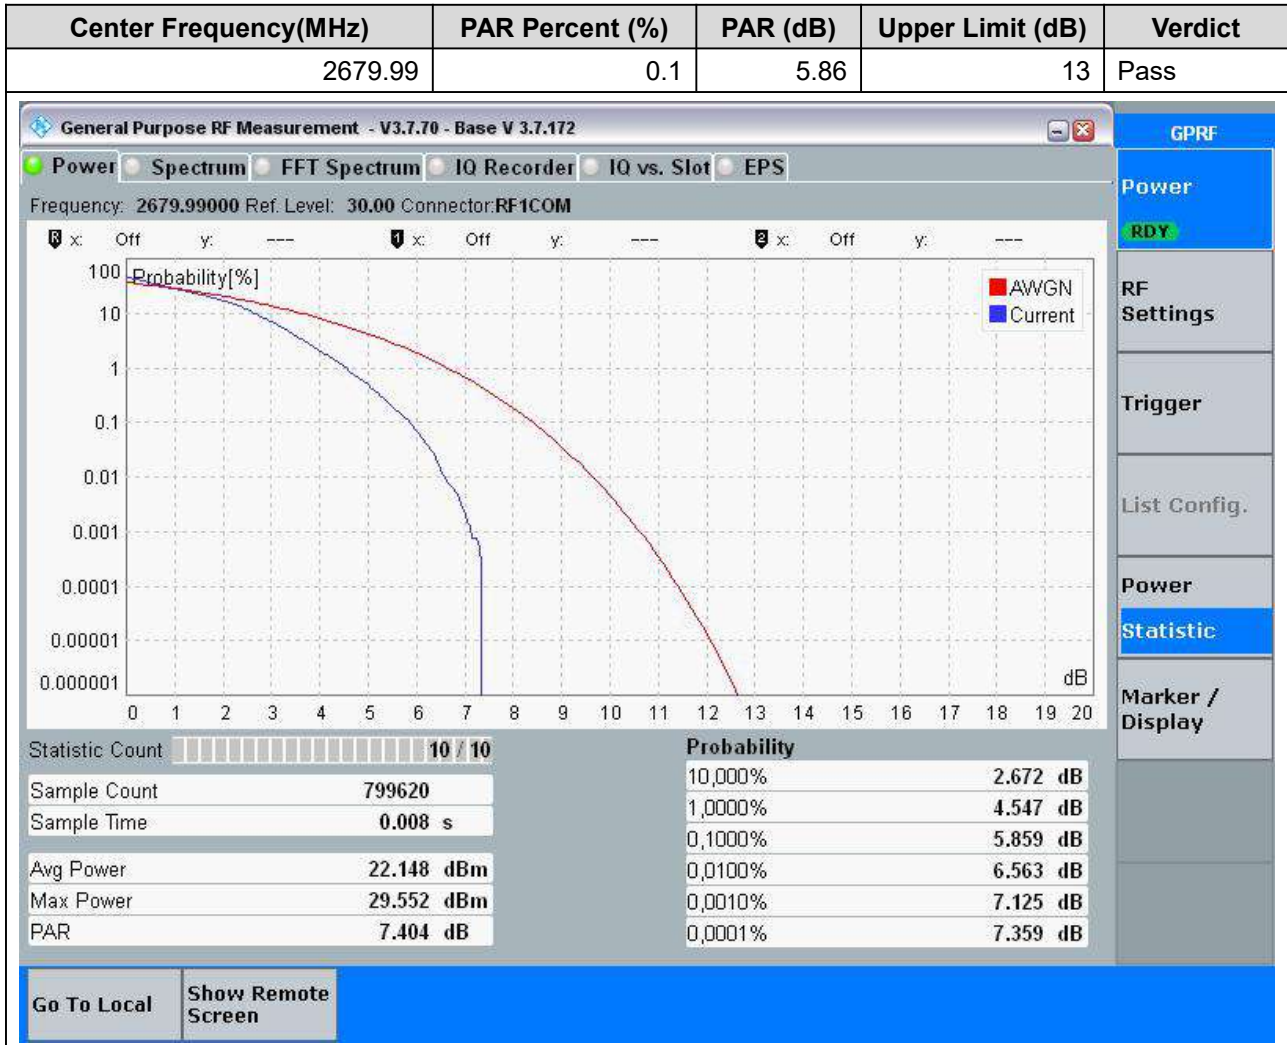 Center Frequency(MHz) PAR Percent (%) PAR (dB) Upper Limit (dB) Verdict
2679.99 0.1 5.86 13 Pass
General Purpose RF Measurement - V3.7.70 - Base V 3.7.172
GPRF
Power Spectrum FFT Spectrum IQ Recorder IQ vs. Slot EPS
Power
RDY
Frequency: 2679.99000 Ref. Level: 30.00 Connector:RF1COM
R x: Off y: --- 1 x: Off y: --- 2 x: Off y: ---
100 Probability[%]
AWGN
Current
RF
Settings
10
1
Trigger
0.1
0.01
List Config.
0.001
0.0001
Power
0.00001
Statistic
0.000001
dB
0 1 2 3 4 5 6 7 8 9 10 11 12 13 14 15 16 17 18 19 20
Marker /
Display
Statistic Count 10 / 10
Sample Count 799620
Sample Time 0.008 s
Avg Power 22.148 dBm
Max Power 29.552 dBm
PAR 7.404 dB
Probability
10,000% 2.672 dB
1,0000% 4.547 dB
0,1000% 5.859 dB
0,0100% 6.563 dB
0,0010% 7.125 dB
0,0001% 7.359 dB
Go To Local
Show Remote
Screen